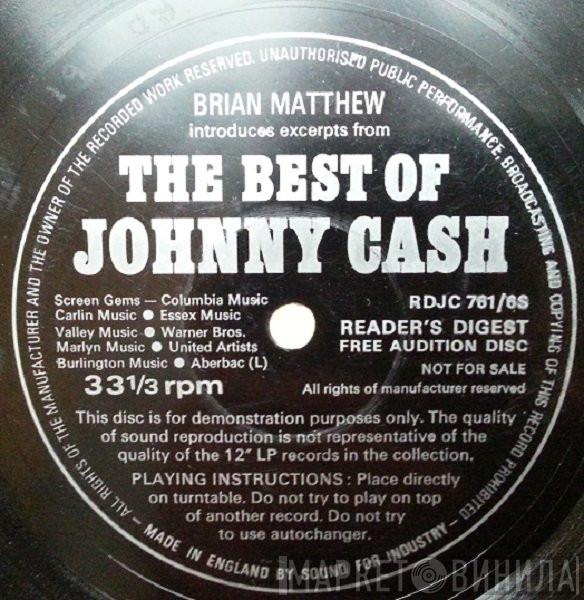 ALL RIGHTS OF THE MANUFACTURER AND THE OWNER OF THE RECORDED WORK RESERVED. UNAUTHORISED PUBLIC PERFORMANCE, BROADCASTING AND COPYING OF THIS RECORD PROHIBITED
BRIAN MATTHEW
introduces excerpts from
THE BEST OF
JOHNNY CASH
Screen Gems — Columbia Music
Carlin Music ● Essex Music
Valley Music ● Warner Bros.
Marlyn Music ● United Artists
Burlington Music ● Aberbac (L)
33 1/3 rpm
RDJC 761/6S
READER'S DIGEST
FREE AUDITION DISC
NOT FOR SALE
All rights of manufacturer reserved
This disc is for demonstration purposes only. The quality
of sound reproduction is not representative of the
quality of the 12" LP records in the collection.
PLAYING INSTRUCTIONS: Place directly
on turntable. Do not try to play on top
of another record. Do not try
to use autochanger.
— MADE IN ENGLAND BY SOUND FOR INDUSTRY —
МАРКЕТ ВИНИЛА